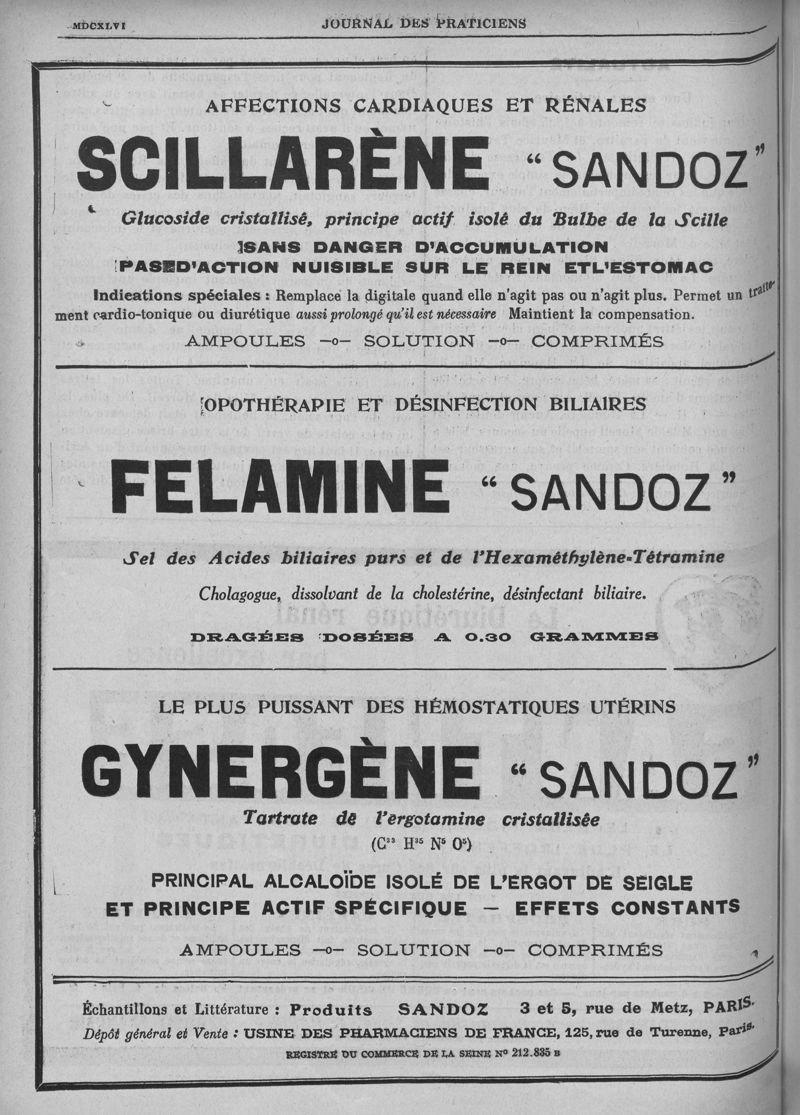 MDCXLVI
JOURNAL DES PRATICIENS
AFFECTIONS CARDIAQUES ET RÉNALES
SCILLARÈNE “ SANDOZ ”
Glucoside cristallisé, principe actif isolé du Bulbe de la Scille
SANS DANGER D'ACCUMULATION
PAS D'ACTION NUISIBLE SUR LE REIN ET L'ESTOMAC
Indications spéciales : Remplace la digitale quand elle n'agit pas ou n'agit plus. Permet un traite-
ment cardio-tonique ou diurétique aussi prolongé qu'il est nécessaire Maintient la compensation.
AMPOULES —o— SOLUTION —o— COMPRIMÉS
OPOTHÉRAPIE ET DÉSINFECTION BILIAIRES
FELAMINE “ SANDOZ ”
Sel des Acides biliaires purs et de l'Hexaméthylène-Tétramine
Cholagogue, dissolvant de la cholestérine, désinfectant biliaire.
DRAGÉES DOSÉES A 0.30 GRAMMES
LE PLUS PUISSANT DES HÉMOSTATIQUES UTÉRINS
GYNERGÈNE “ SANDOZ ”
Tartrate de l'ergotamine cristallisée
(C³³ H³⁵ N⁵ O⁵)
PRINCIPAL ALCALOÏDE ISOLÉ DE L'ERGOT DE SEIGLE
ET PRINCIPE ACTIF SPÉCIFIQUE — EFFETS CONSTANTS
AMPOULES —o— SOLUTION —o— COMPRIMÉS
Échantillons et Littérature : Produits SANDOZ 3 et 5, rue de Metz, PARIS.
Dépôt général et Vente : USINE DES PHARMACIENS DE FRANCE, 125, rue de Turenne, Paris.
REGISTRE DU COMMERCE DE LA SEINE Nº 212.835 B